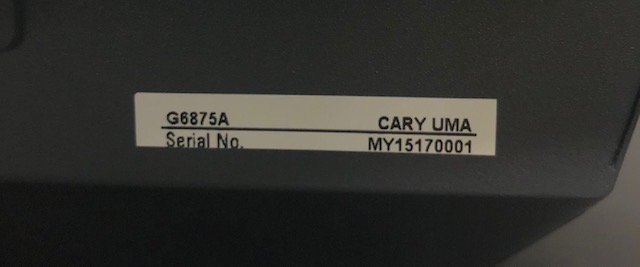 G6875A CARY UMA
Serial No. MY15170001